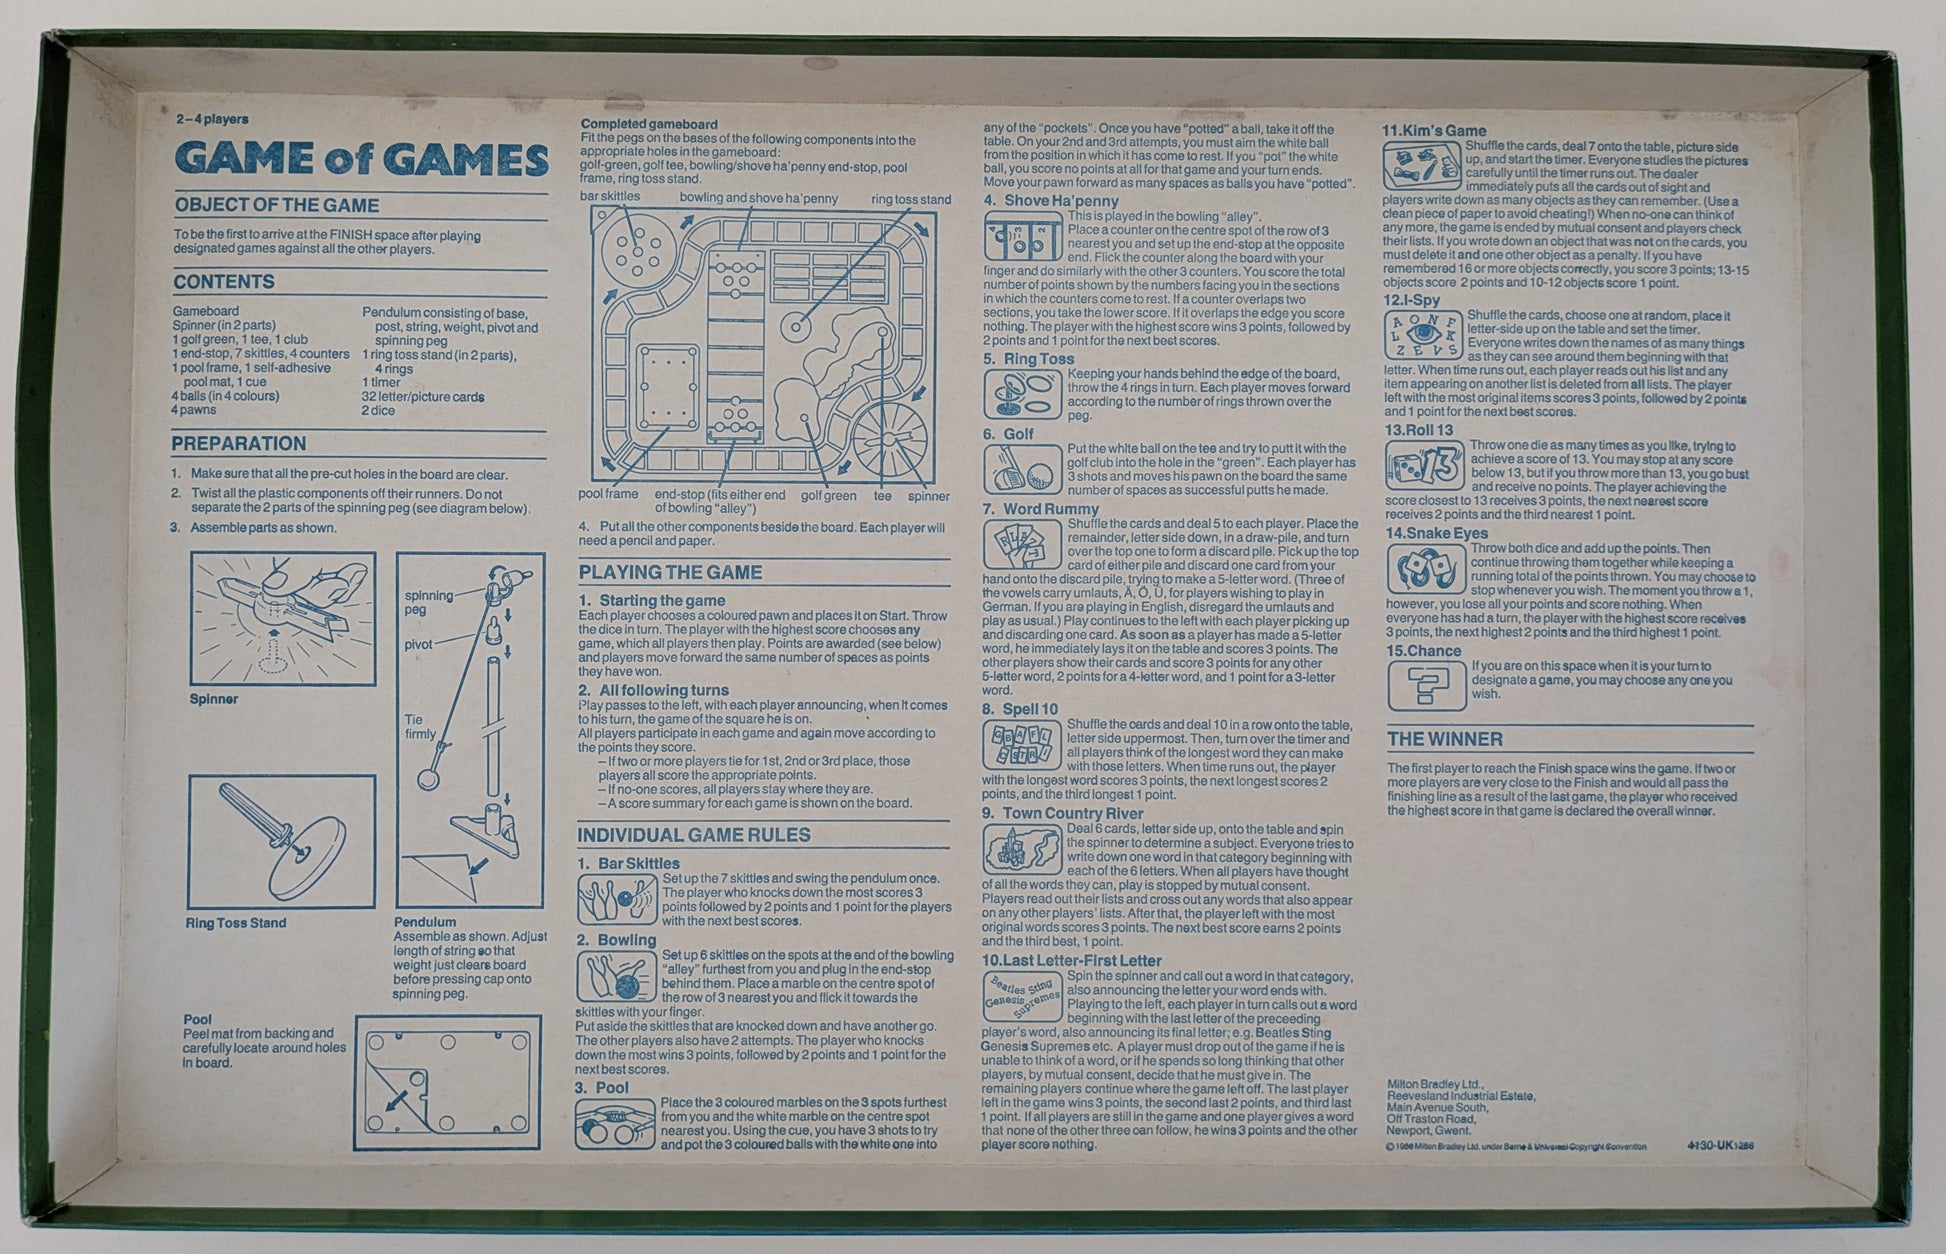 2–4 players
GAME of GAMES
OBJECT OF THE GAME
To be the first to arrive at the FINISH space after playing
designated games against all the other players.
CONTENTS
Gameboard
Spinner (in 2 parts)
1 golf green, 1 tee, 1 club
1 end-stop, 7 skittles, 4 counters
1 pool frame, 1 self-adhesive
pool mat, 1 cue
4 balls (in 4 colours)
4 pawns
Pendulum consisting of base,
post, string, weight, pivot and
spinning peg
1 ring toss stand (in 2 parts),
4 rings
1 timer
32 letter/picture cards
2 dice
PREPARATION
1. Make sure that all the pre-cut holes in the board are clear.
2. Twist all the plastic components off their runners. Do not
separate the 2 parts of the spinning peg (see diagram below).
3. Assemble parts as shown.
Spinner
spinning
peg
pivot
Tie
firmly
Ring Toss Stand
Pendulum
Assemble as shown. Adjust
length of string so that
weight just clears board
before pressing cap onto
spinning peg.
Pool
Peel mat from backing and
carefully locate around holes
in board.
Completed gameboard
Fit the pegs on the bases of the following components into the
appropriate holes in the gameboard:
golf-green, golf tee, bowling/shove ha'penny end-stop, pool
frame, ring toss stand.
bar skittles bowling and shove ha'penny ring toss stand
pool frame end-stop (fits either end golf green tee spinner
of bowling "alley")
4. Put all the other components beside the board. Each player will
need a pencil and paper.
PLAYING THE GAME
1. Starting the game
Each player chooses a coloured pawn and places it on Start. Throw
the dice in turn. The player with the highest score chooses any
game, which all players then play. Points are awarded (see below)
and players move forward the same number of spaces as points
they have won.
2. All following turns
Play passes to the left, with each player announcing, when it comes
to his turn, the game of the square he is on.
All players participate in each game and again move according to
the points they score.
– If two or more players tie for 1st, 2nd or 3rd place, those
players all score the appropriate points.
– If no-one scores, all players stay where they are.
– A score summary for each game is shown on the board.
INDIVIDUAL GAME RULES
1. Bar Skittles
Set up the 7 skittles and swing the pendulum once.
The player who knocks down the most scores 3
points followed by 2 points and 1 point for the players
with the next best scores.
2. Bowling
Set up 6 skittles on the spots at the end of the bowling
"alley" furthest from you and plug in the end-stop
behind them. Place a marble on the centre spot of
the row of 3 nearest you and flick it towards the
skittles with your finger.
Put aside the skittles that are knocked down and have another go.
The other players also have 2 attempts. The player who knocks
down the most wins 3 points, followed by 2 points and 1 point for the
next best scores.
3. Pool
Place the 3 coloured marbles on the 3 spots furthest
from you and the white marble on the centre spot
nearest you. Using the cue, you have 3 shots to try
and pot the 3 coloured balls with the white one into
any of the "pockets". Once you have "potted" a ball, take it off the
table. On your 2nd and 3rd attempts, you must aim the white ball
from the position in which it has come to rest. If you "pot" the white
ball, you score no points at all for that game and your turn ends.
Move your pawn forward as many spaces as balls you have "potted".
4. Shove Ha'penny
This is played in the bowling "alley".
Place a counter on the centre spot of the row of 3
nearest you and set up the end-stop at the opposite
end. Flick the counter along the board with your
finger and do similarly with the other 3 counters. You score the total
number of points shown by the numbers facing you in the sections
in which the counters come to rest. If a counter overlaps two
sections, you take the lower score. If it overlaps the edge you score
nothing. The player with the highest score wins 3 points, followed by
2 points and 1 point for the next best scores.
5. Ring Toss
Keeping your hands behind the edge of the board,
throw the 4 rings in turn. Each player moves forward
according to the number of rings thrown over the
peg.
6. Golf
Put the white ball on the tee and try to putt it with the
golf club into the hole in the "green". Each player has
3 shots and moves his pawn on the board the same
number of spaces as successful putts he made.
7. Word Rummy
Shuffle the cards and deal 5 to each player. Place the
remainder, letter side down, in a draw-pile, and turn
over the top one to form a discard pile. Pick up the top
card of either pile and discard one card from your
hand onto the discard pile, trying to make a 5-letter word. (Three of
the vowels carry umlauts, Ä, Ö, Ü, for players wishing to play in
German. If you are playing in English, disregard the umlauts and
play as usual.) Play continues to the left with each player picking up
and discarding one card. As soon as a player has made a 5-letter
word, he immediately lays it on the table and scores 3 points. The
other players show their cards and score 3 points for any other
5-letter word, 2 points for a 4-letter word, and 1 point for a 3-letter
word.
8. Spell 10
Shuffle the cards and deal 10 in a row onto the table,
letter side uppermost. Then, turn over the timer and
all players think of the longest word they can make
with those letters. When time runs out, the player
with the longest word scores 3 points, the next longest scores 2
points, and the third longest 1 point.
9. Town Country River
Deal 6 cards, letter side up, onto the table and spin
the spinner to determine a subject. Everyone tries to
write down one word in that category beginning with
each of the 6 letters. When all players have thought
of all the words they can, play is stopped by mutual consent.
Players read out their lists and cross out any words that also appear
on any other players' lists. After that, the player left with the most
original words scores 3 points. The next best score earns 2 points
and the third best, 1 point.
10.Last Letter-First Letter
Beatles Sting
Genesis Supremes
Spin the spinner and call out a word in that category,
also announcing the letter your word ends with.
Playing to the left, each player in turn calls out a word
beginning with the last letter of the preceeding
player's word, also announcing its final letter; e.g. Beatles Sting
Genesis Supremes etc. A player must drop out of the game if he is
unable to think of a word, or if he spends so long thinking that other
players, by mutual consent, decide that he must give in. The
remaining players continue where the game left off. The last player
left in the game wins 3 points, the second last 2 points, and third last
1 point. If all players are still in the game and one player gives a word
that none of the other three can follow, he wins 3 points and the other
player score nothing.
11.Kim's Game
Shuffle the cards, deal 7 onto the table, picture side
up, and start the timer. Everyone studies the pictures
carefully until the timer runs out. The dealer
immediately puts all the cards out of sight and
players write down as many objects as they can remember. (Use a
clean piece of paper to avoid cheating!) When no-one can think of
any more, the game is ended by mutual consent and players check
their lists. If you wrote down an object that was not on the cards, you
must delete it and one other object as a penalty. If you have
remembered 16 or more objects correctly, you score 3 points; 13-15
objects score 2 points and 10-12 objects score 1 point.
12.I-Spy
A O N F
L K
Z E V S
Shuffle the cards, choose one at random, place it
letter-side up on the table and set the timer.
Everyone writes down the names of as many things
as they can see around them beginning with that
letter. When time runs out, each player reads out his list and any
item appearing on another list is deleted from all lists. The player
left with the most original items scores 3 points, followed by 2 points
and 1 point for the next best scores.
13.Roll 13
13
Throw one die as many times as you like, trying to
achieve a score of 13. You may stop at any score
below 13, but if you throw more than 13, you go bust
and receive no points. The player achieving the
score closest to 13 receives 3 points, the next nearest score
receives 2 points and the third nearest 1 point.
14.Snake Eyes
Throw both dice and add up the points. Then
continue throwing them together while keeping a
running total of the points thrown. You may choose to
stop whenever you wish. The moment you throw a 1,
however, you lose all your points and score nothing. When
everyone has had a turn, the player with the highest score receives
3 points, the next highest 2 points and the third highest 1 point.
15.Chance
?
If you are on this space when it is your turn to
designate a game, you may choose any one you
wish.
THE WINNER
The first player to reach the Finish space wins the game. If two or
more players are very close to the Finish and would all pass the
finishing line as a result of the last game, the player who received
the highest score in that game is declared the overall winner.
Milton Bradley Ltd.,
Reevesland Industrial Estate,
Main Avenue South,
Off Traston Road,
Newport, Gwent.
© 1986 Milton Bradley Ltd. under Berne & Universal Copyright Convention 4130-UK1286